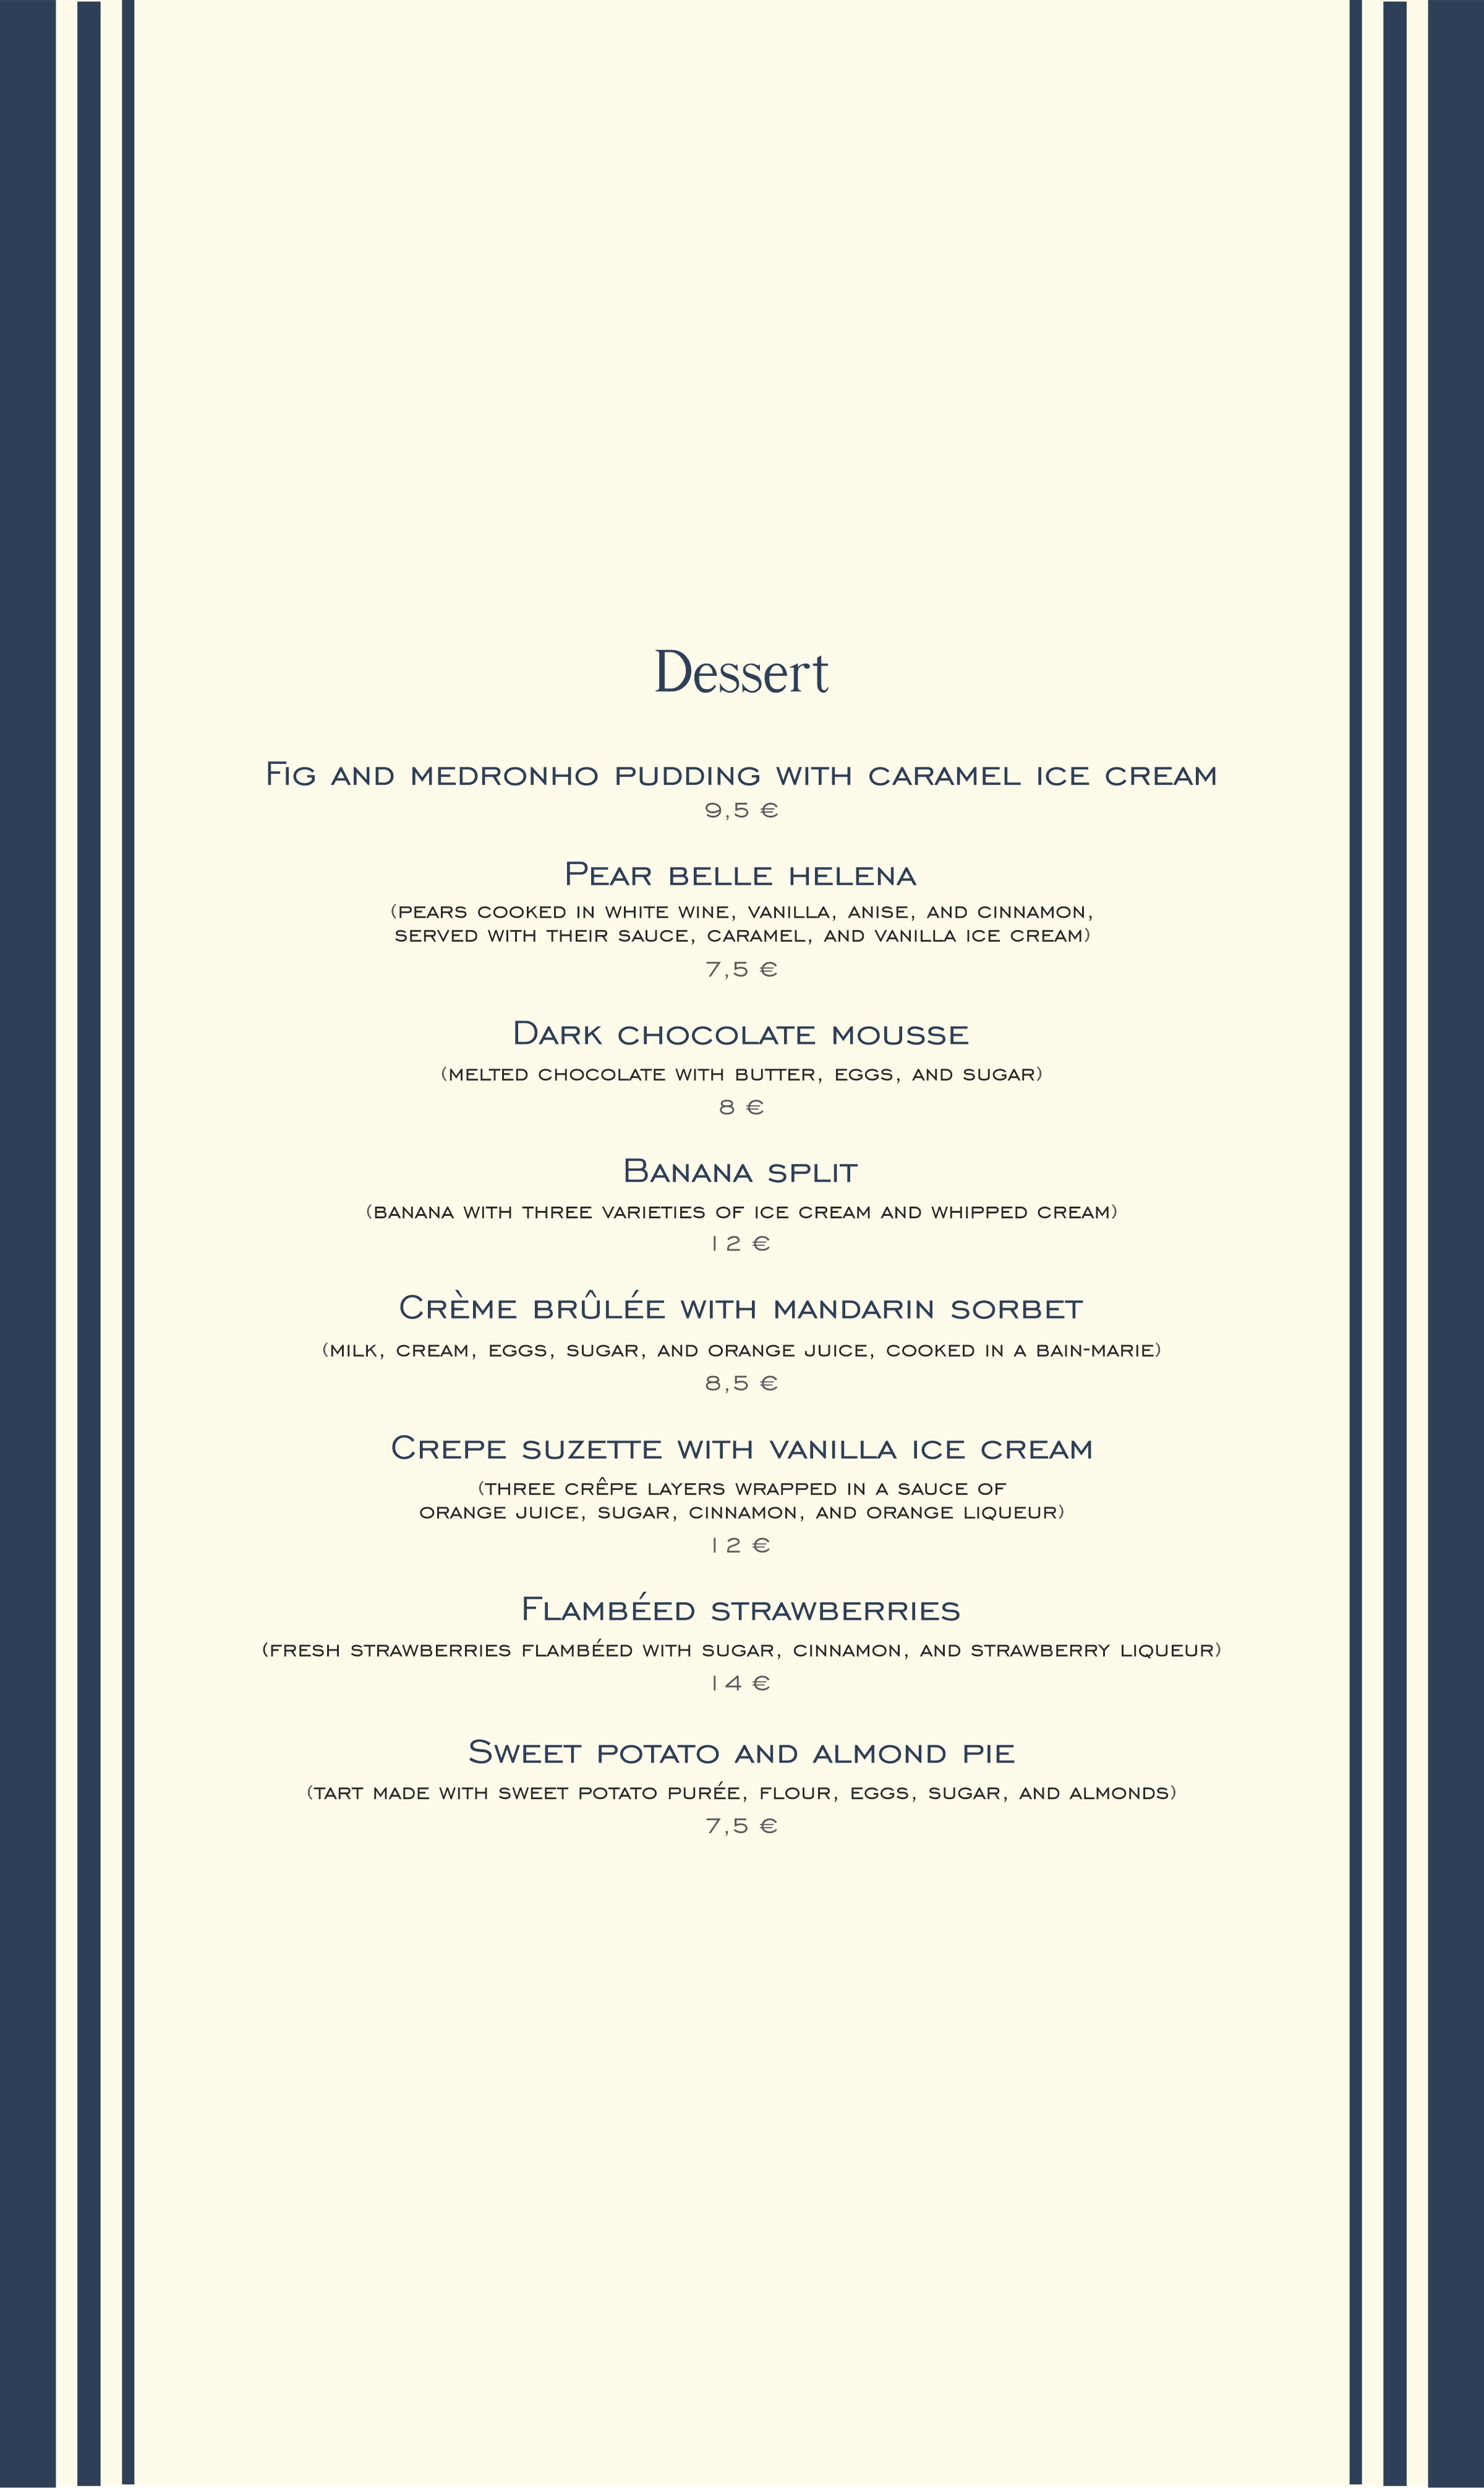 Dessert
Fig and medronho pudding with caramel ice cream
9,5 €
Pear belle helena
(pears cooked in white wine, vanilla, anise, and cinnamon,
served with their sauce, caramel, and vanilla ice cream)
7,5 €
Dark chocolate mousse
(melted chocolate with butter, eggs, and sugar)
8 €
Banana split
(banana with three varieties of ice cream and whipped cream)
12 €
Crème brûlée with mandarin sorbet
(milk, cream, eggs, sugar, and orange juice, cooked in a bain-marie)
8,5 €
Crepe suzette with vanilla ice cream
(three crêpe layers wrapped in a sauce of
orange juice, sugar, cinnamon, and orange liqueur)
12 €
Flambéed strawberries
(fresh strawberries flambéed with sugar, cinnamon, and strawberry liqueur)
14 €
Sweet potato and almond pie
(tart made with sweet potato purée, flour, eggs, sugar, and almonds)
7,5 €